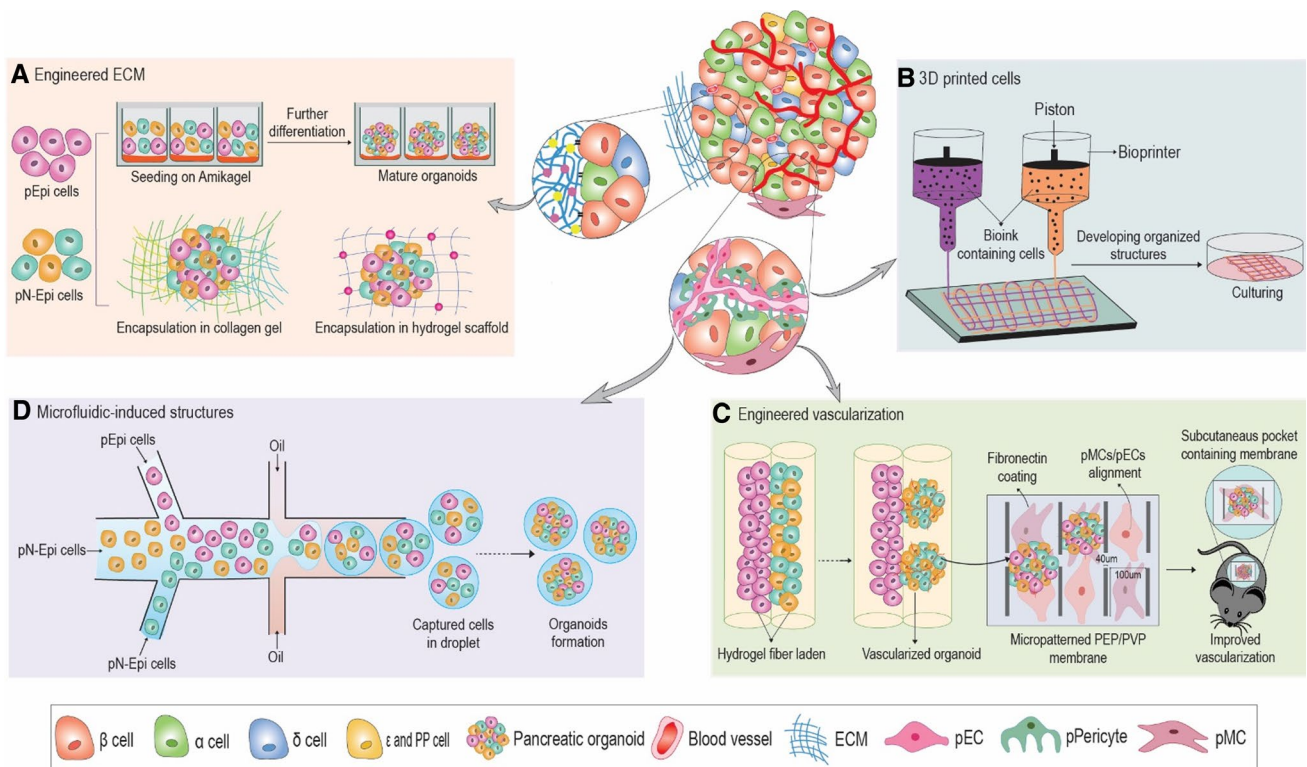 A Engineered ECM
pEpi cells
pN-Epi cells
Seeding on Amikagel
Further
differentiation
Mature organoids
Encapsulation in collagen gel
Encapsulation in hydrogel scaffold
B 3D printed cells
Piston
Bioprinter
Bioink
containing cells
Developing organized
structures
Culturing
D Microfluidic-induced structures
pEpi cells
Oil
pN-Epi cells
pN-Epi cells
Oil
Captured cells
in droplet
Organoids
formation
C Engineered vascularization
Hydrogel fiber laden
Vascularized organoid
Fibronectin
coating
pMCs/pECs
alignment
40um
100um
Micropatterned PEP/PVP
membrane
Subcutaneus pocket
containing membrane
Improved
vascularization
β cell
α cell
δ cell
ε and PP cell
Pancreatic organoid
Blood vessel
ECM
pEC
pPericyte
pMC